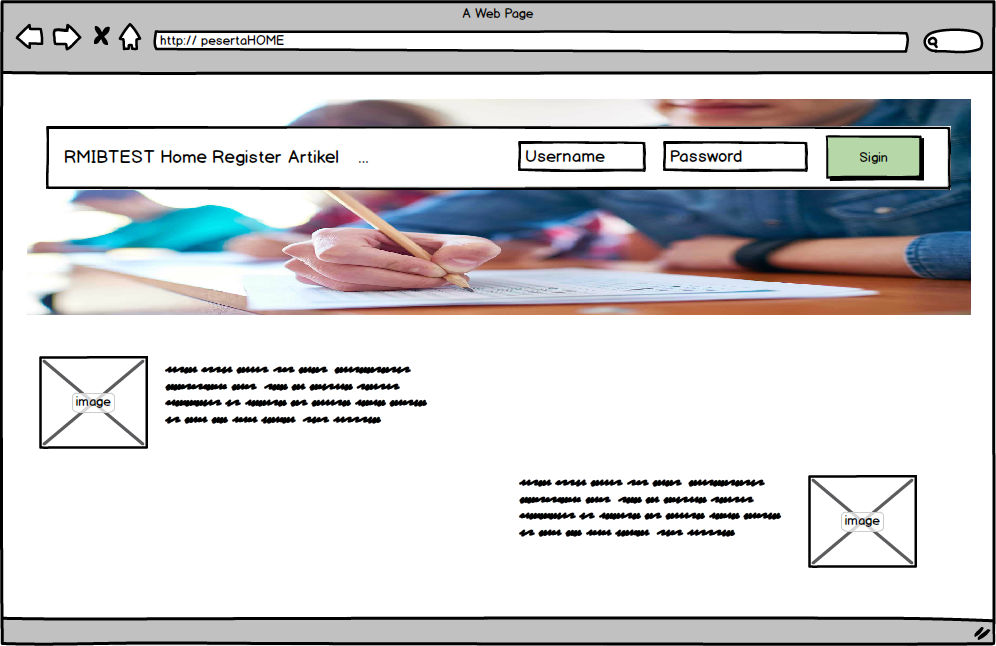 A Web Page
http:// pesertaHOME
RMIBTEST Home Register Artikel ... Username Password Sigin
image
image